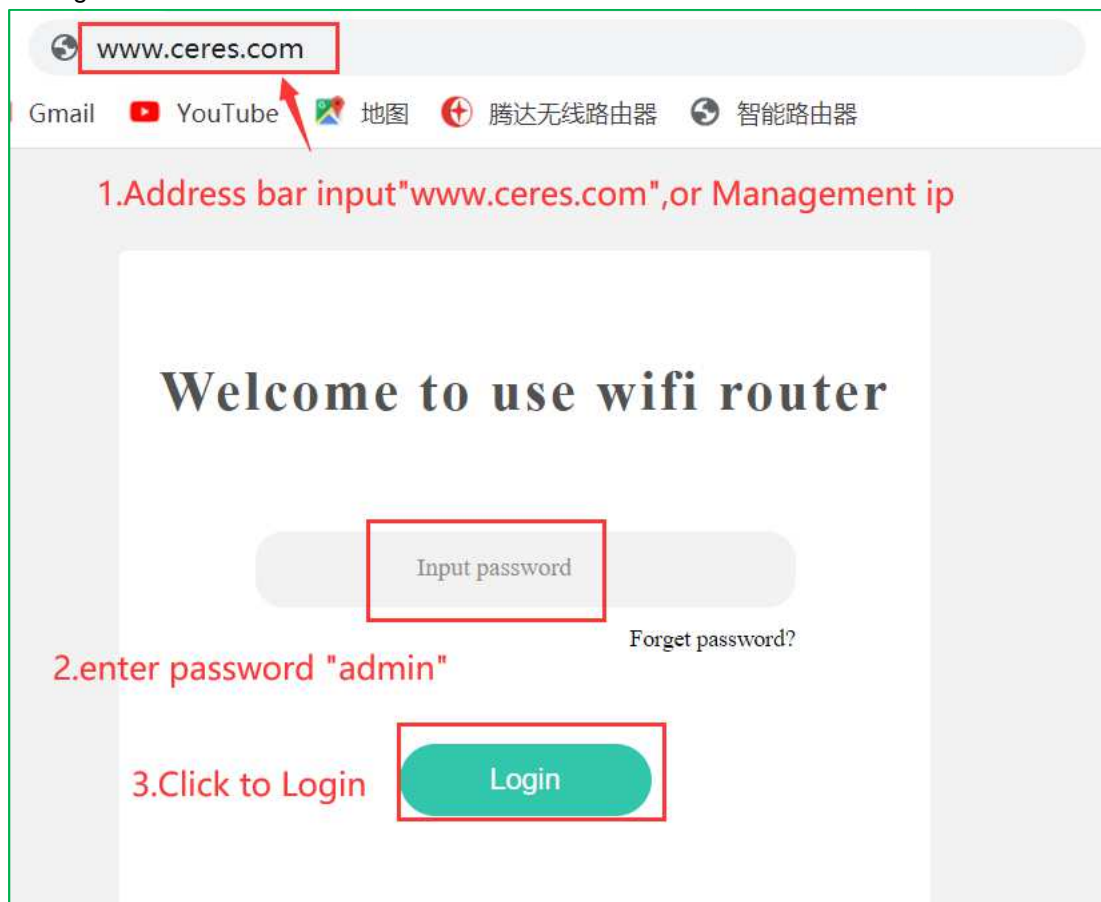 www.ceres.com
Gmail YouTube 地图 腾达无线路由器 智能路由器
1.Address bar input"www.ceres.com",or Management ip
Welcome to use wifi router
Input password
Forget password?
2.enter password "admin"
3.Click to Login
Login